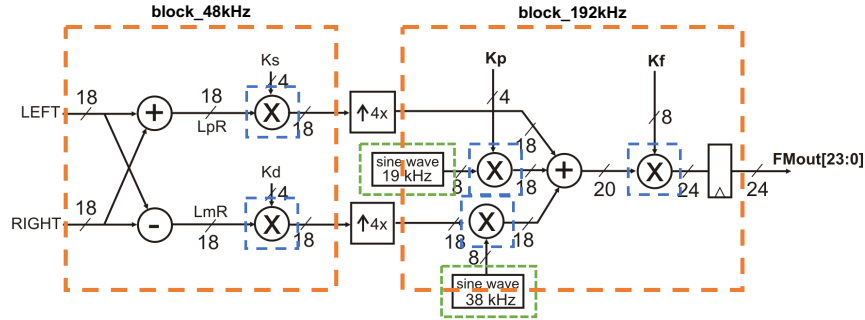 block_48kHz
block_192kHz
Ks
Kp
Kf
4
4
8
18
18
18
LEFT
LpR
+
X
↑4x
18
18
sine wave
19 kHz
8
X
18
+
20
X
24
24
FMout[23:0]
Kd
4
18
RIGHT
LmR
-
18
X
18
↑4x
18
X
18
8
sine wave
38 kHz